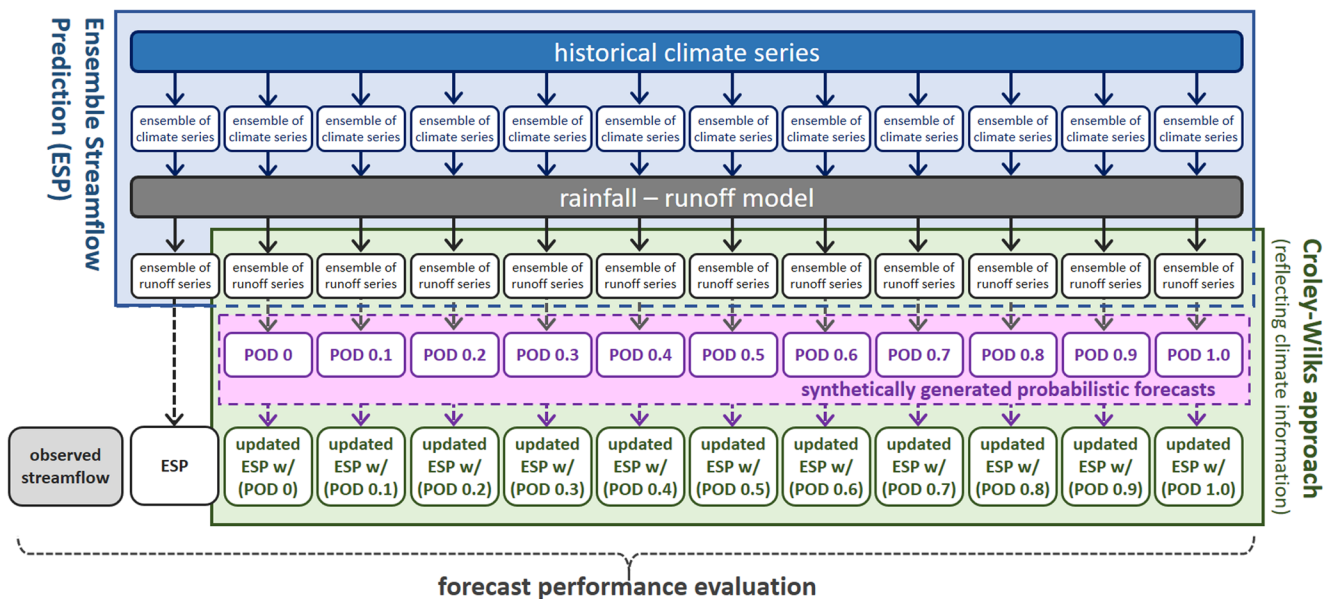 Ensemble Streamflow
Prediction (ESP)
historical climate series
ensemble of
climate series
ensemble of
climate series
ensemble of
climate series
ensemble of
climate series
ensemble of
climate series
ensemble of
climate series
ensemble of
climate series
ensemble of
climate series
ensemble of
climate series
ensemble of
climate series
ensemble of
climate series
ensemble of
climate series
rainfall – runoff model
ensemble of
runoff series
ensemble of
runoff series
ensemble of
runoff series
ensemble of
runoff series
ensemble of
runoff series
ensemble of
runoff series
ensemble of
runoff series
ensemble of
runoff series
ensemble of
runoff series
ensemble of
runoff series
ensemble of
runoff series
ensemble of
runoff series
Croley-Wilks approach
(reflecting climate information)
POD 0
POD 0.1
POD 0.2
POD 0.3
POD 0.4
POD 0.5
POD 0.6
POD 0.7
POD 0.8
POD 0.9
POD 1.0
synthetically generated probabilistic forecasts
observed
streamflow
ESP
updated
ESP w/
(POD 0)
updated
ESP w/
(POD 0.1)
updated
ESP w/
(POD 0.2)
updated
ESP w/
(POD 0.3)
updated
ESP w/
(POD 0.4)
updated
ESP w/
(POD 0.5)
updated
ESP w/
(POD 0.6)
updated
ESP w/
(POD 0.7)
updated
ESP w/
(POD 0.8)
updated
ESP w/
(POD 0.9)
updated
ESP w/
(POD 1.0)
forecast performance evaluation